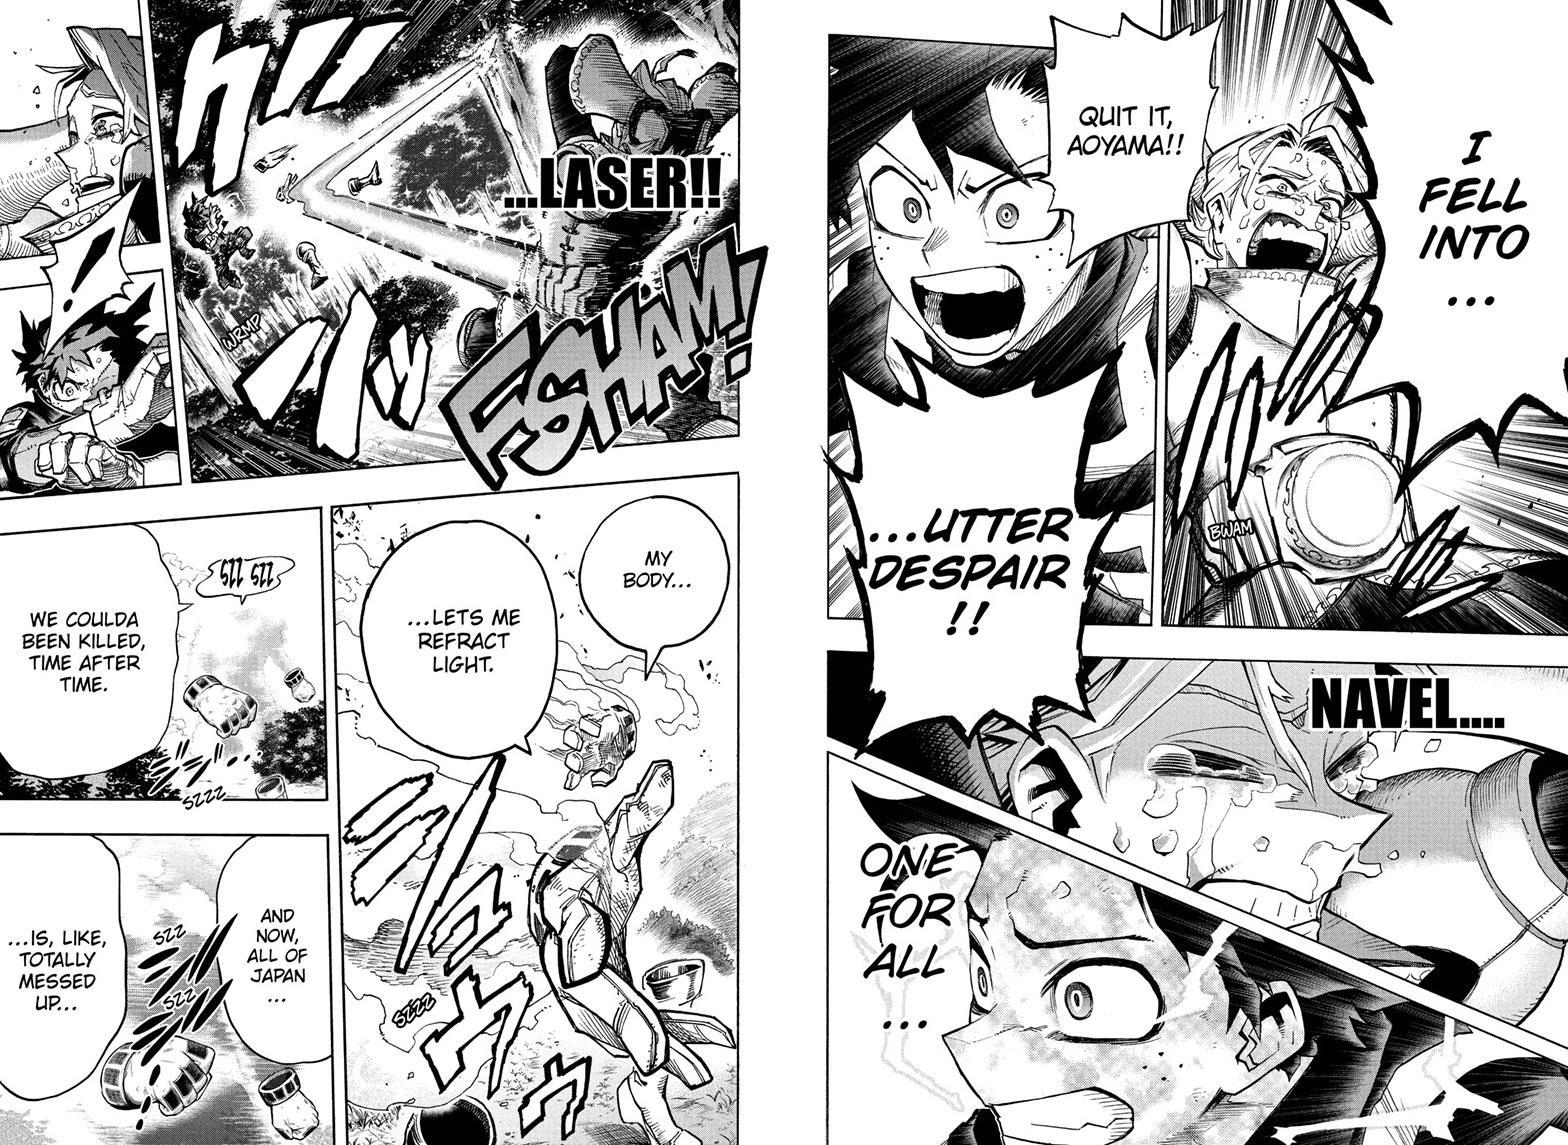 I
FELL
INTO
...
QUIT IT,
AOYAMA!!
BWAM
...UTTER
DESPAIR
!!
NAVEL....
ONE
FOR
ALL
...
...LASER!!
WRMP
FSHAM!
!
MY
BODY...
...LETS ME
REFRACT
LIGHT.
SZZZ
SZZ SZZ
WE COULDA
BEEN KILLED,
TIME AFTER
TIME.
SZZZ
AND
NOW,
ALL OF
JAPAN
...
SZZ
SZZ
...IS, LIKE,
TOTALLY
MESSED
UP...